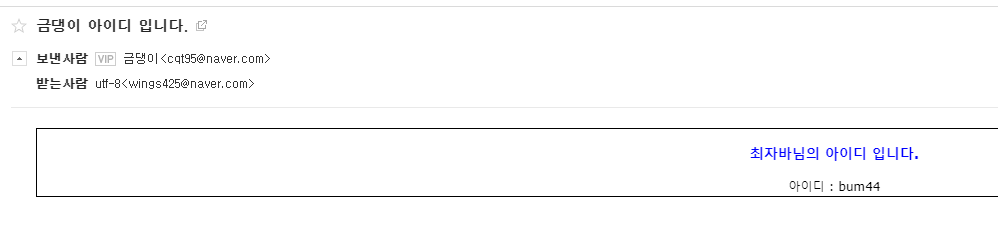 금댕이 아이디 입니다.
보낸사람 VIP 금댕이<cqt95@naver.com>
받는사람 utf-8<wings425@naver.com>
최자바님의 아이디 입니다.
아이디 : bum44